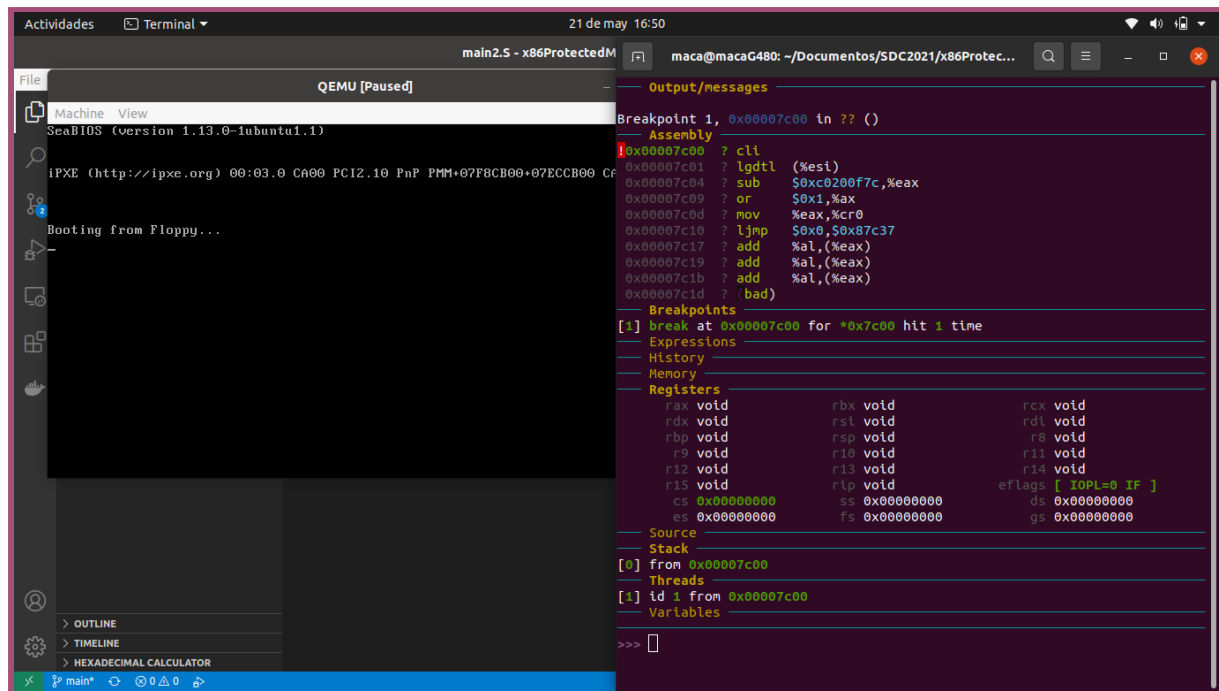 Actividades Terminal 21 de may 16:50
main2.S - x86ProtectedM
maca@macaG480: ~/Documentos/SDC2021/x86Protec...
File
QEMU [Paused]
Machine View
SeaBIOS (version 1.13.0-1ubuntu1.1)
iPXE (http://ipxe.org) 00:03.0 CA00 PCI2.10 PnP PMM+07F8CB00+07ECCB00 CA
Booting from Floppy...
2
OUTLINE
TIMELINE
HEXADECIMAL CALCULATOR
main* 0 0
Output/messages
Breakpoint 1, 0x00007c00 in ?? ()
Assembly
!0x00007c00 ? cli
0x00007c01 ? lgdtl (%esi)
0x00007c04 ? sub $0xc0200f7c,%eax
0x00007c09 ? or $0x1,%ax
0x00007c0d ? mov %eax,%cr0
0x00007c10 ? ljmp $0x0,$0x87c37
0x00007c17 ? add %al,(%eax)
0x00007c19 ? add %al,(%eax)
0x00007c1b ? add %al,(%eax)
0x00007c1d ? (bad)
Breakpoints
[1] break at 0x00007c00 for *0x7c00 hit 1 time
Expressions
History
Memory
Registers
rax void rbx void rcx void
rdx void rsi void rdi void
rbp void rsp void r8 void
r9 void r10 void r11 void
r12 void r13 void r14 void
r15 void rip void eflags [ IOPL=0 IF ]
cs 0x00000000 ss 0x00000000 ds 0x00000000
es 0x00000000 fs 0x00000000 gs 0x00000000
Source
Stack
[0] from 0x00007c00
Threads
[1] id 1 from 0x00007c00
Variables
>>>